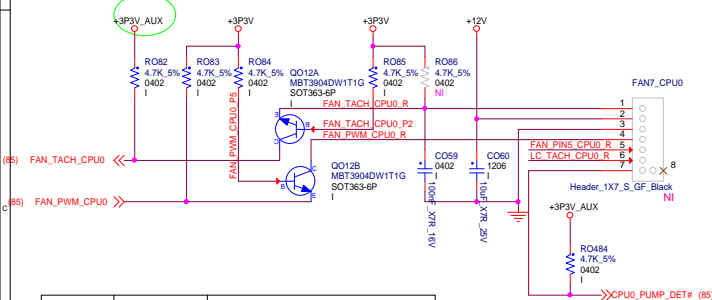 +3P3V_AUX
+3P3V
+3P3V
+12V
RO82
4.7K_5%
0402
I
RO83
4.7K_5%
0402
I
RO84
4.7K_5%
0402
I
QO12A
MBT3904DW1T1G
SOT363-6P
I
RO85
4.7K_5%
0402
I
RO86
4.7K_5%
0402
NI
FAN7_CPU0
FAN_TACH_CPU0_R
FAN_TACH_CPU0_P2
FAN_PWM_CPU0_R
FAN_PWM_CPU0_P5
E
B
C
1
2
3
4
5
6
7
8
FAN_PIN5_CPU0_R
LC_TACH_CPU0_R
(85) FAN_TACH_CPU0
QO12B
MBT3904DW1T1G
SOT363-6P
I
C
B
E
CO59
0402
I
100nF_X7R_16V
CO60
1206
I
10uF_X7R_25V
Header_1X7_S_GF_Black
NI
(85) FAN_PWM_CPU0
C
+3P3V_AUX
RO484
4.7K_5%
0402
I
CPU0_PUMP_DET# (85)